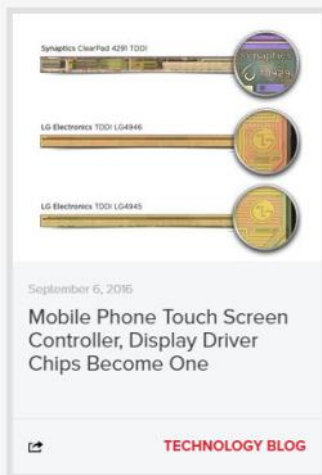 Synaptics ClearPad 4291 TDDI
Synaptics
LG Electronics TDDI LG4946
LG Electronics TDDI LG4945
September 6, 2016
Mobile Phone Touch Screen
Controller, Display Driver
Chips Become One
TECHNOLOGY BLOG